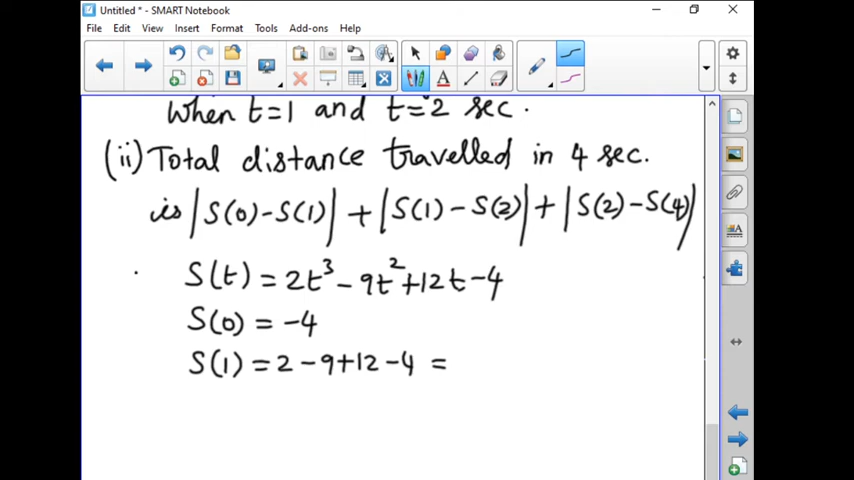 Untitled * - SMART Notebook
File Edit View Insert Format Tools Add-ons Help
When t=1 and t=2 sec.
(ii) Total distance travelled in 4 sec.
is |S(0)-S(1)| + |S(1) - S(2)| + |S(2) - S(4)|
S(t) = 2t³ - 9t² + 12t - 4
S(0) = -4
S(1) = 2 - 9 + 12 - 4 =